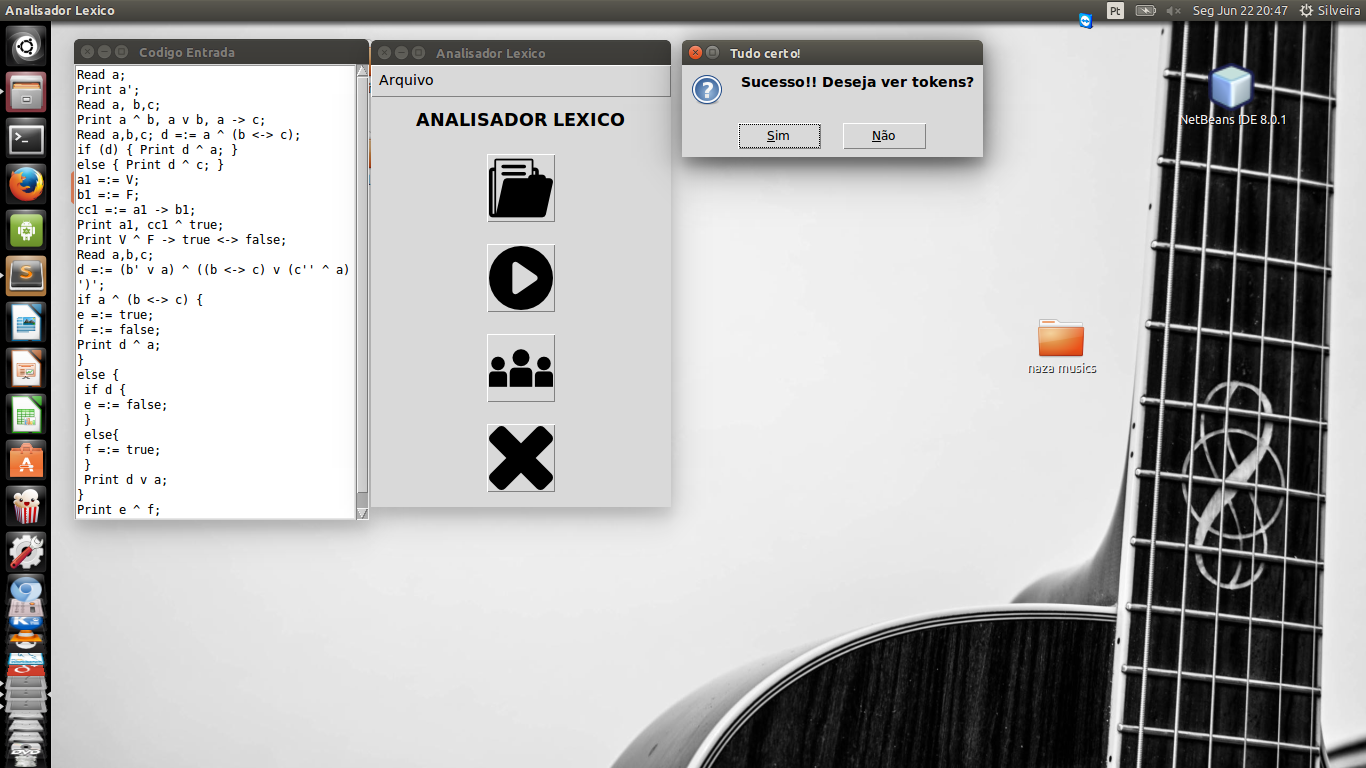 Analisador Lexico
Pt
Seg Jun 22 20:47
Silveira
Codigo Entrada
Read a;
Print a';
Read a, b,c;
Print a ^ b, a v b, a -> c;
Read a,b,c; d =:= a ^ (b <-> c);
if (d) { Print d ^ a; }
else { Print d ^ c; }
a1 =:= V;
b1 =:= F;
cc1 =:= a1 -> b1;
Print a1, cc1 ^ true;
Print V ^ F -> true <-> false;
Read a,b,c;
d =:= (b' v a) ^ ((b <-> c) v (c'' ^ a)
')';
if a ^ (b <-> c) {
e =:= true;
f =:= false;
Print d ^ a;
}
else {
if d {
e =:= false;
}
else{
f =:= true;
}
Print d v a;
}
Print e ^ f;
Analisador Lexico
Arquivo
ANALISADOR LEXICO
Tudo certo!
Sucesso!! Deseja ver tokens?
Sim
Não
NetBeans IDE 8.0.1
naza musics